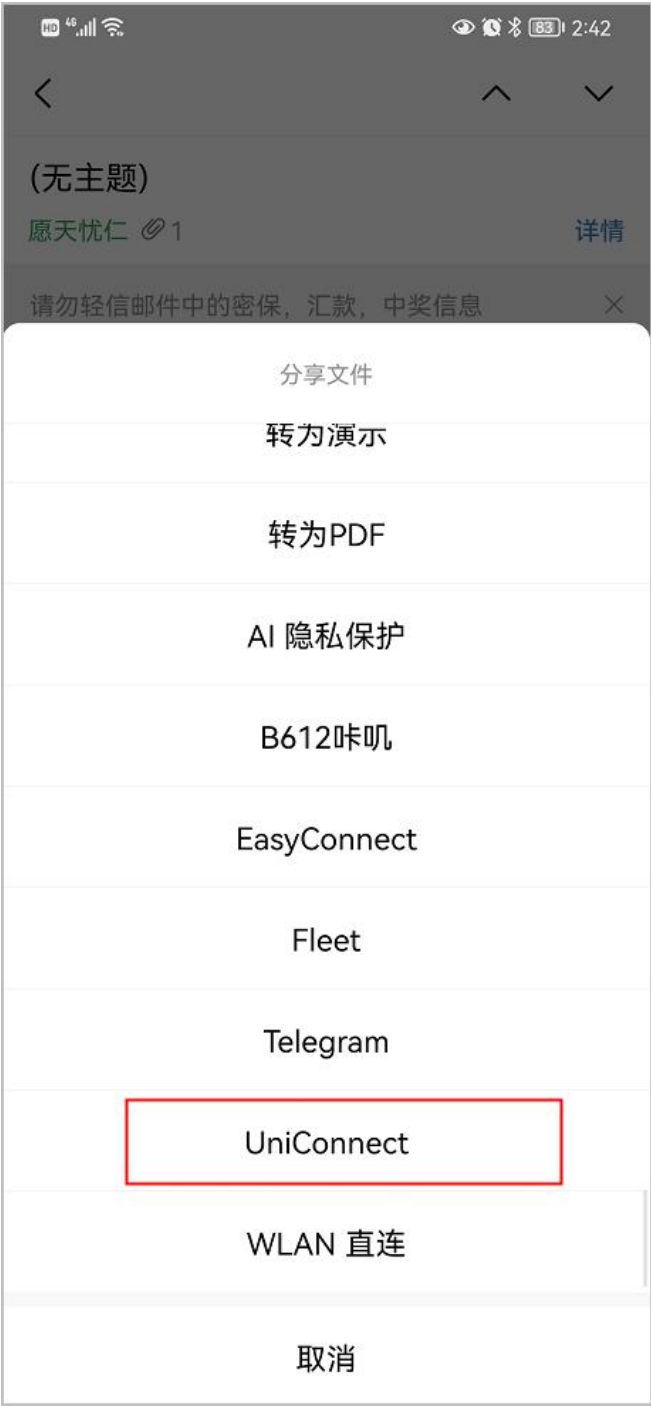 HD 4G 83 2:42
(无主题)
愿天忧仁 1 详情
请勿轻信邮件中的密保，汇款，中奖信息
分享文件
转为演示
转为PDF
AI 隐私保护
B612咔叽
EasyConnect
Fleet
Telegram
UniConnect
WLAN 直连
取消